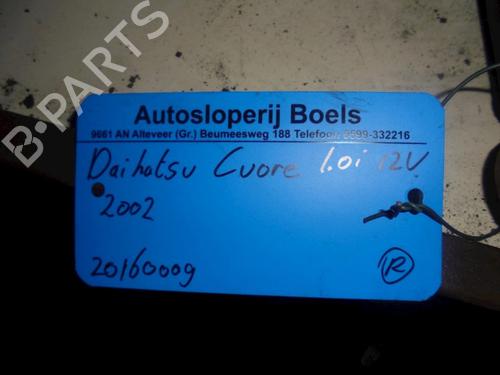 B-PARTS
Autosloperij Boels
9661 AN Alteveer (Gr.) Beumeesweg 188 Telefoon: 0599-332216
Daihatsu Cuore 1.0i 12V
2002
20160009
R